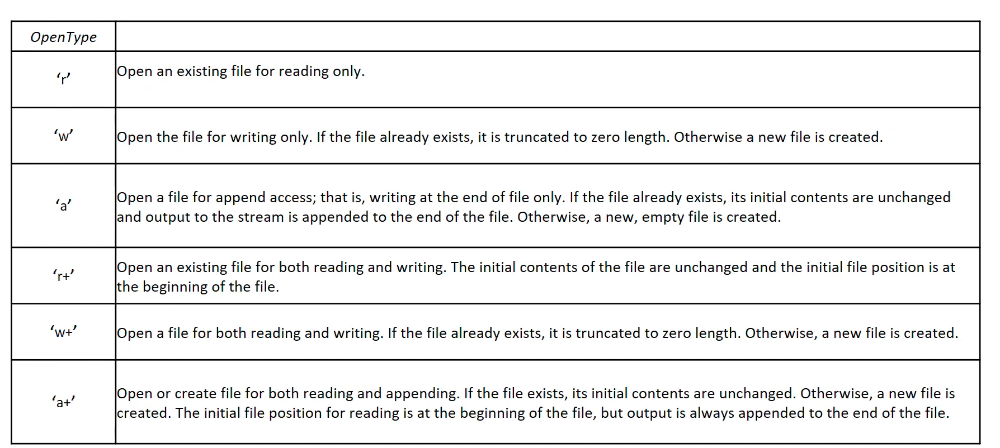 OpenType
‘r’
Open an existing file for reading only.
‘w’
Open the file for writing only. If the file already exists, it is truncated to zero length. Otherwise a new file is created.
‘a’
Open a file for append access; that is, writing at the end of file only. If the file already exists, its initial contents are unchanged
and output to the stream is appended to the end of the file. Otherwise, a new, empty file is created.
‘r+’
Open an existing file for both reading and writing. The initial contents of the file are unchanged and the initial file position is at
the beginning of the file.
‘w+’
Open a file for both reading and writing. If the file already exists, it is truncated to zero length. Otherwise, a new file is created.
‘a+’
Open or create file for both reading and appending. If the file exists, its initial contents are unchanged. Otherwise, a new file is
created. The initial file position for reading is at the beginning of the file, but output is always appended to the end of the file.